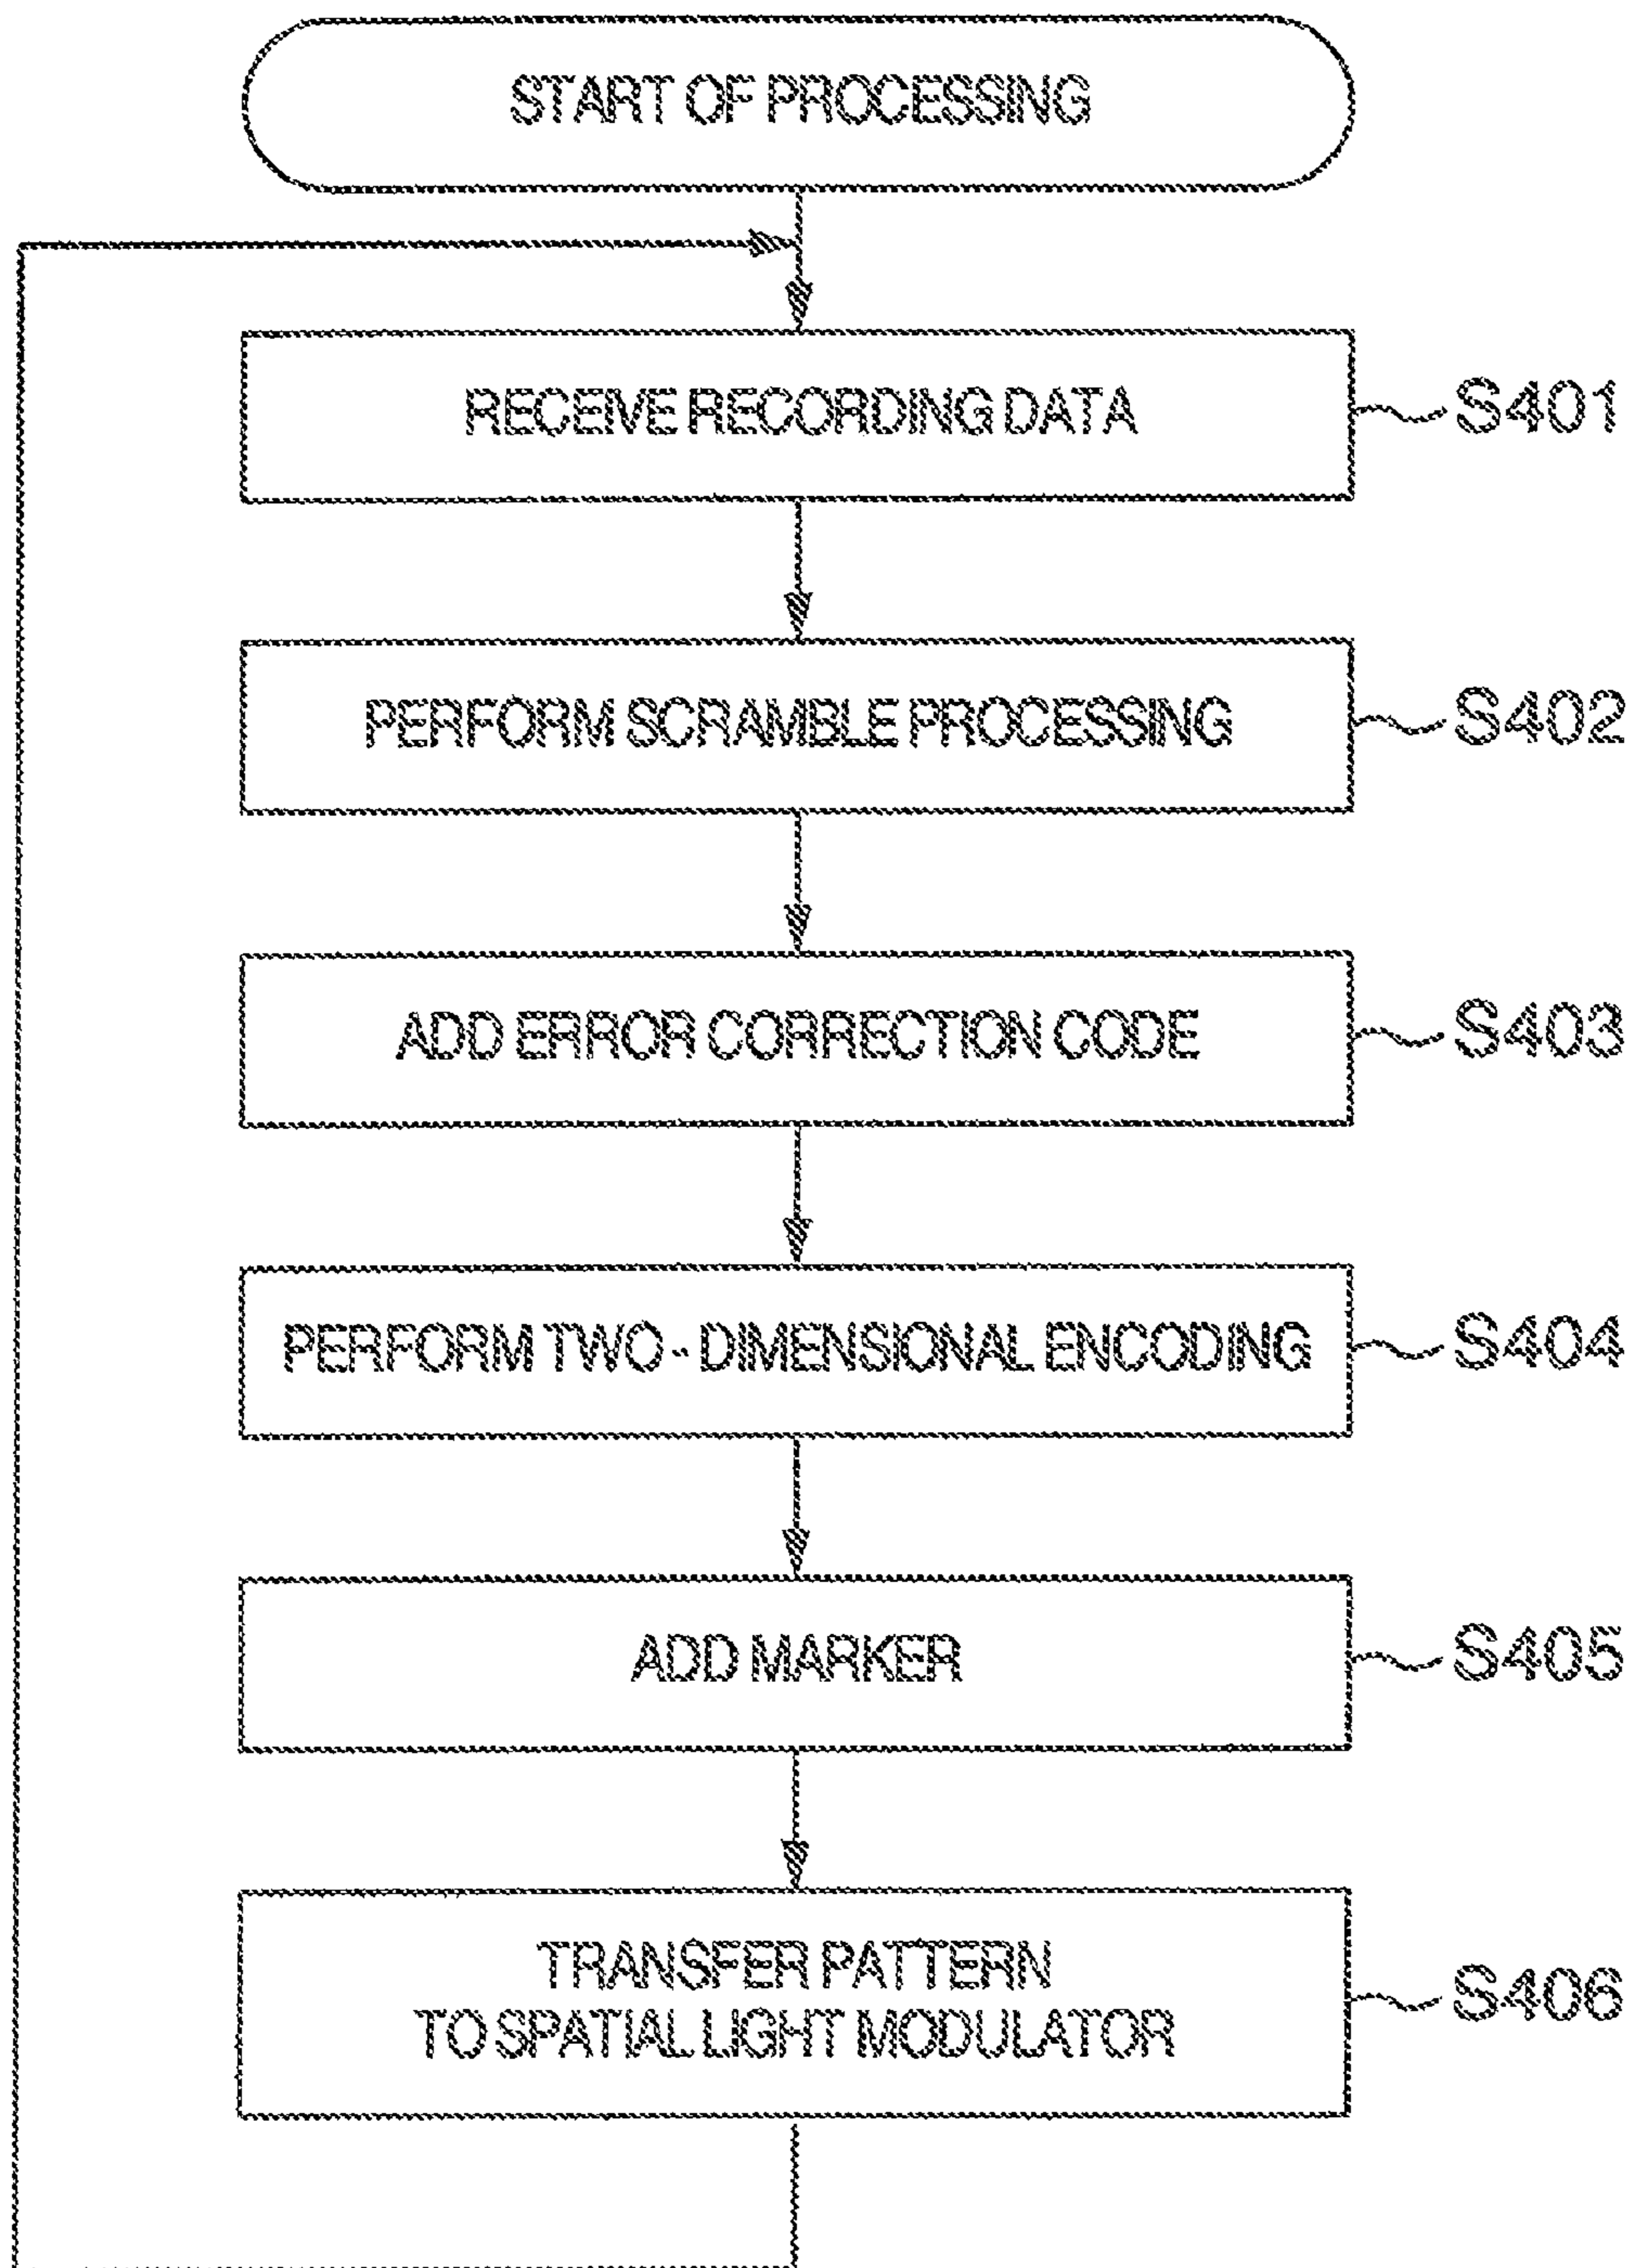 START OF PROCESSING
RECEIVE RECORDING DATA
S401
PERFORM SCRAMBLE PROCESSING
S402
ADD ERROR CORRECTION CODE
S403
PERFORM TWO-DIMENSIONAL ENCODING
S404
ADD MARKER
S405
TRANSFER PATTERN
TO SPATIAL LIGHT MODULATOR
S406